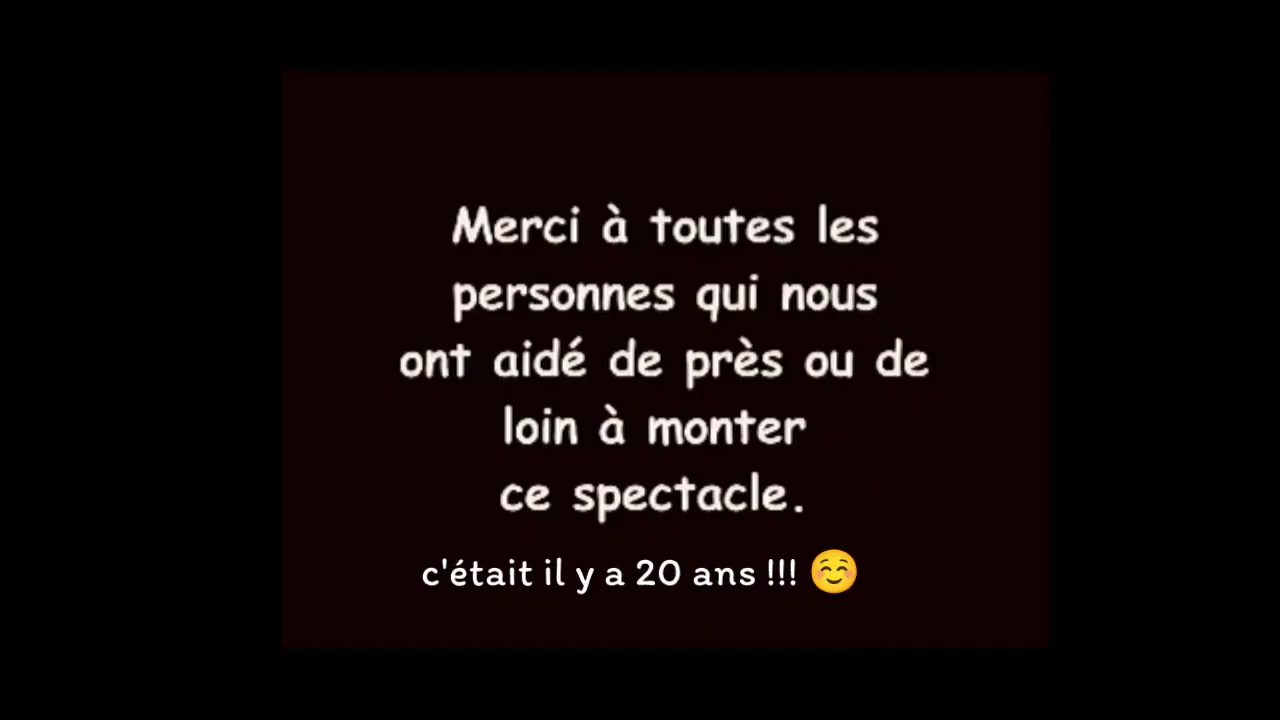 Merci à toutes les
personnes qui nous
ont aidé de près ou de
loin à monter
ce spectacle.
c'était il y a 20 ans !!! ☺️